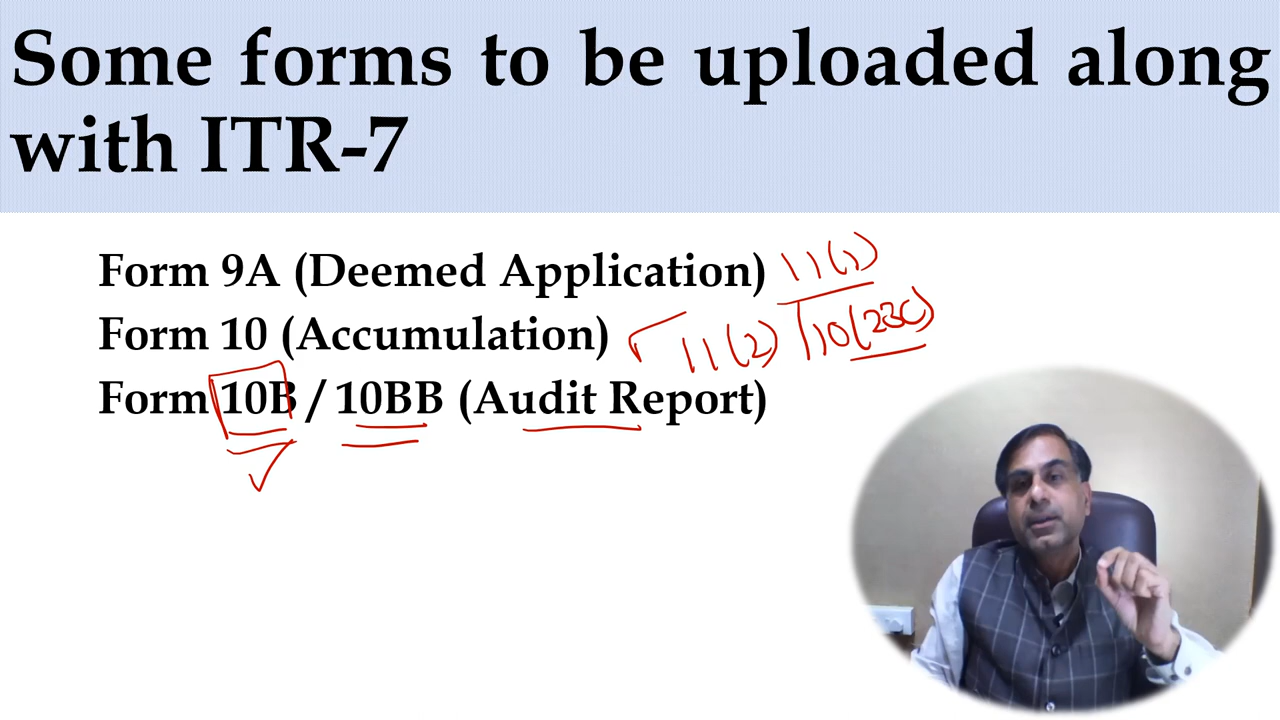 Some forms to be uploaded along
with ITR-7
Form 9A (Deemed Application) 11(1)
Form 10 (Accumulation) 11(2) 10(23C)
Form 10B / 10BB (Audit Report)